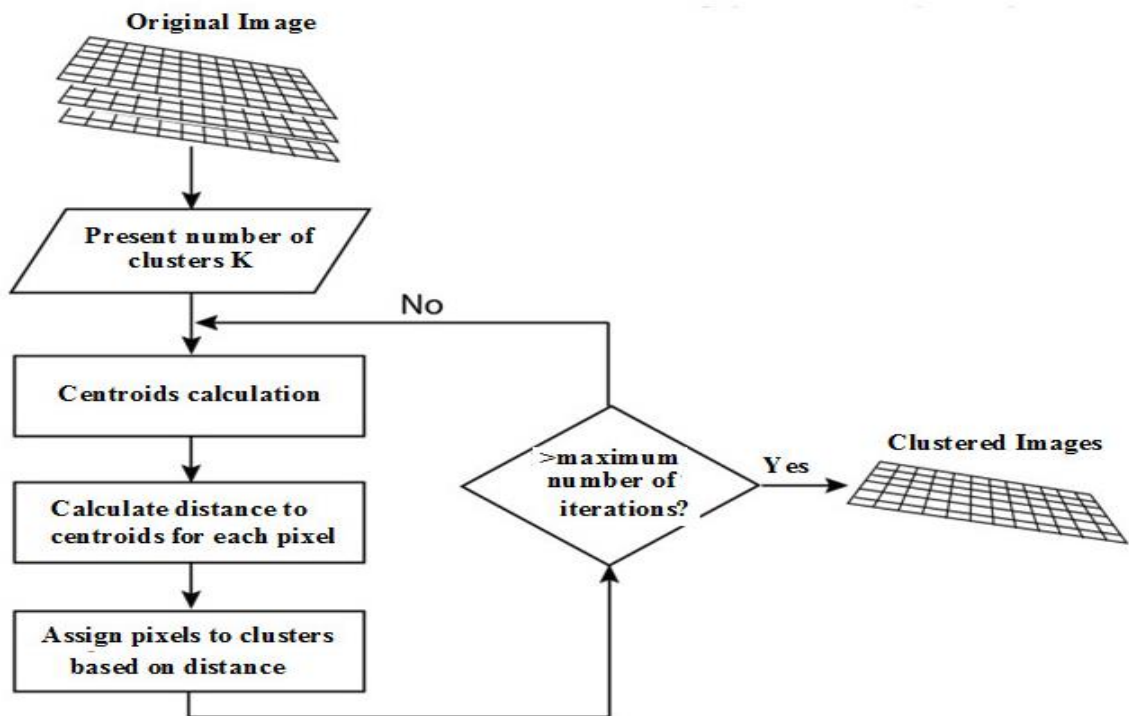 Original Image
Present number of
clusters K
No
Centroids calculation
Calculate distance to
centroids for each pixel
Assign pixels to clusters
based on distance
>maximum
number of
iterations?
Yes
Clustered Images